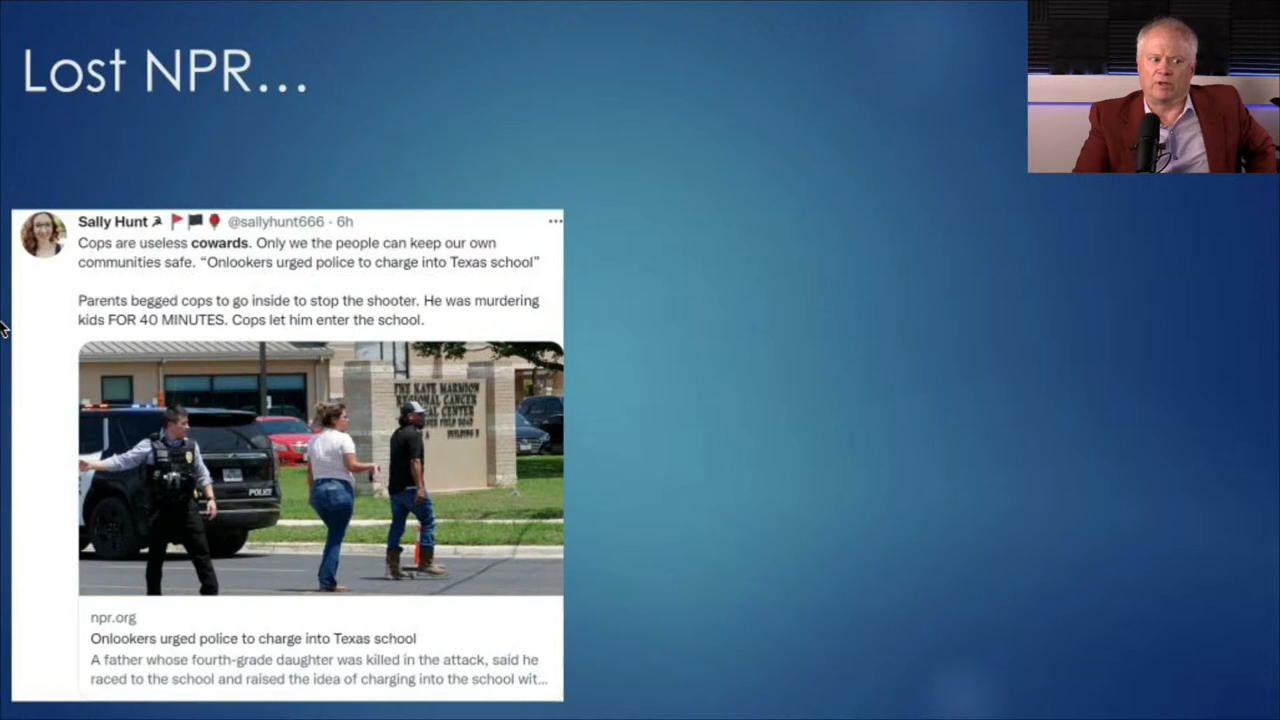 Lost NPR...
Sally Hunt @sallyhunt666 · 6h
Cops are useless cowards. Only we the people can keep our own
communities safe. “Onlookers urged police to charge into Texas school”
Parents begged cops to go inside to stop the shooter. He was murdering
kids FOR 40 MINUTES. Cops let him enter the school.
THE KATE MARMION
REGIONAL CANCER
CENTER
BUILDING
POLICE
npr.org
Onlookers urged police to charge into Texas school
A father whose fourth-grade daughter was killed in the attack, said he
raced to the school and raised the idea of charging into the school wit...